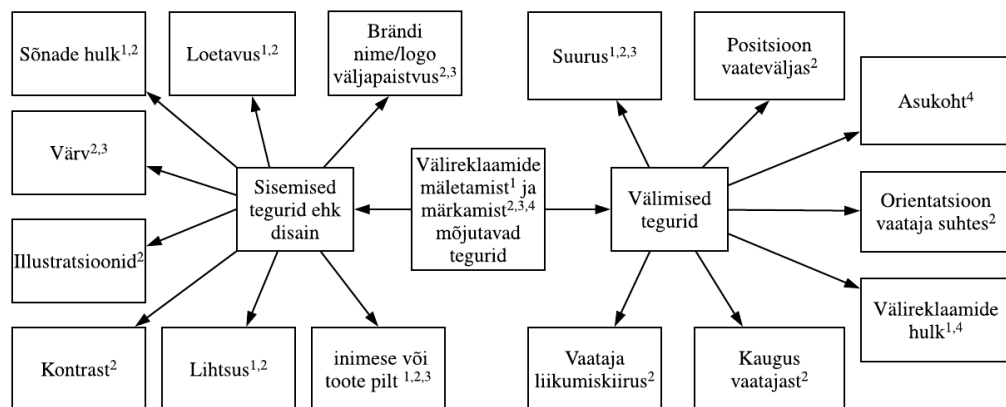 Sõnade hulk1,2
Loetavus1,2
Brändi
nime/logo
väljapaistvus2,3
Suurus1,2,3
Positsioon
vaateväljas2
Asukoht4
Värv2,3
Sisemised
tegurid ehk
disain
Välireklaamide
mäletamist1 ja
märkamist2,3,4
mõjutavad
tegurid
Välimised
tegurid
Orientatsioon
vaataja suhtes2
Illustratsioonid2
Välireklaamide
hulk1,4
Kontrast2
Lihtsus1,2
inimese või
toote pilt 1,2,3
Vaataja
liikumiskiirus2
Kaugus
vaatajast2